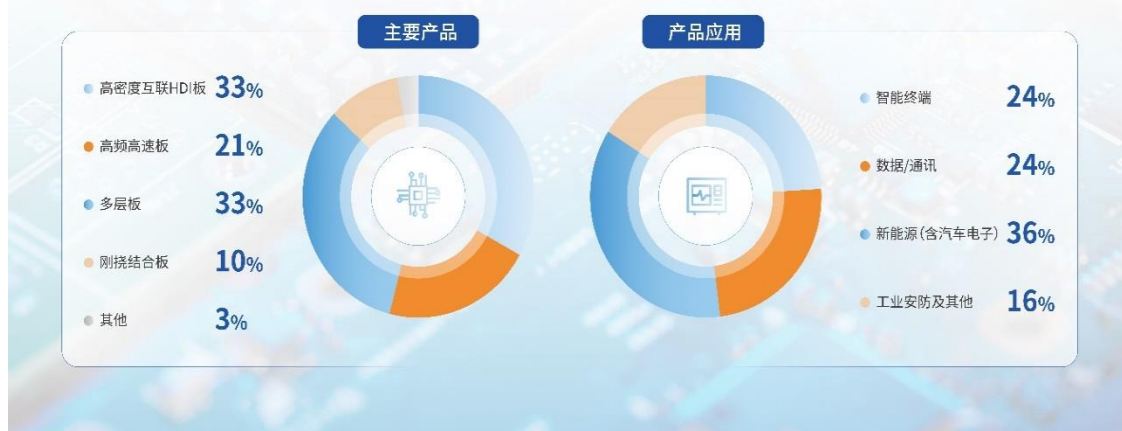 主要产品
高密度互联HDI板 33%
高频高速板 21%
多层板 33%
刚挠结合板 10%
其他 3%
产品应用
智能终端 24%
数据/通讯 24%
新能源(含汽车电子) 36%
工业安防及其他 16%